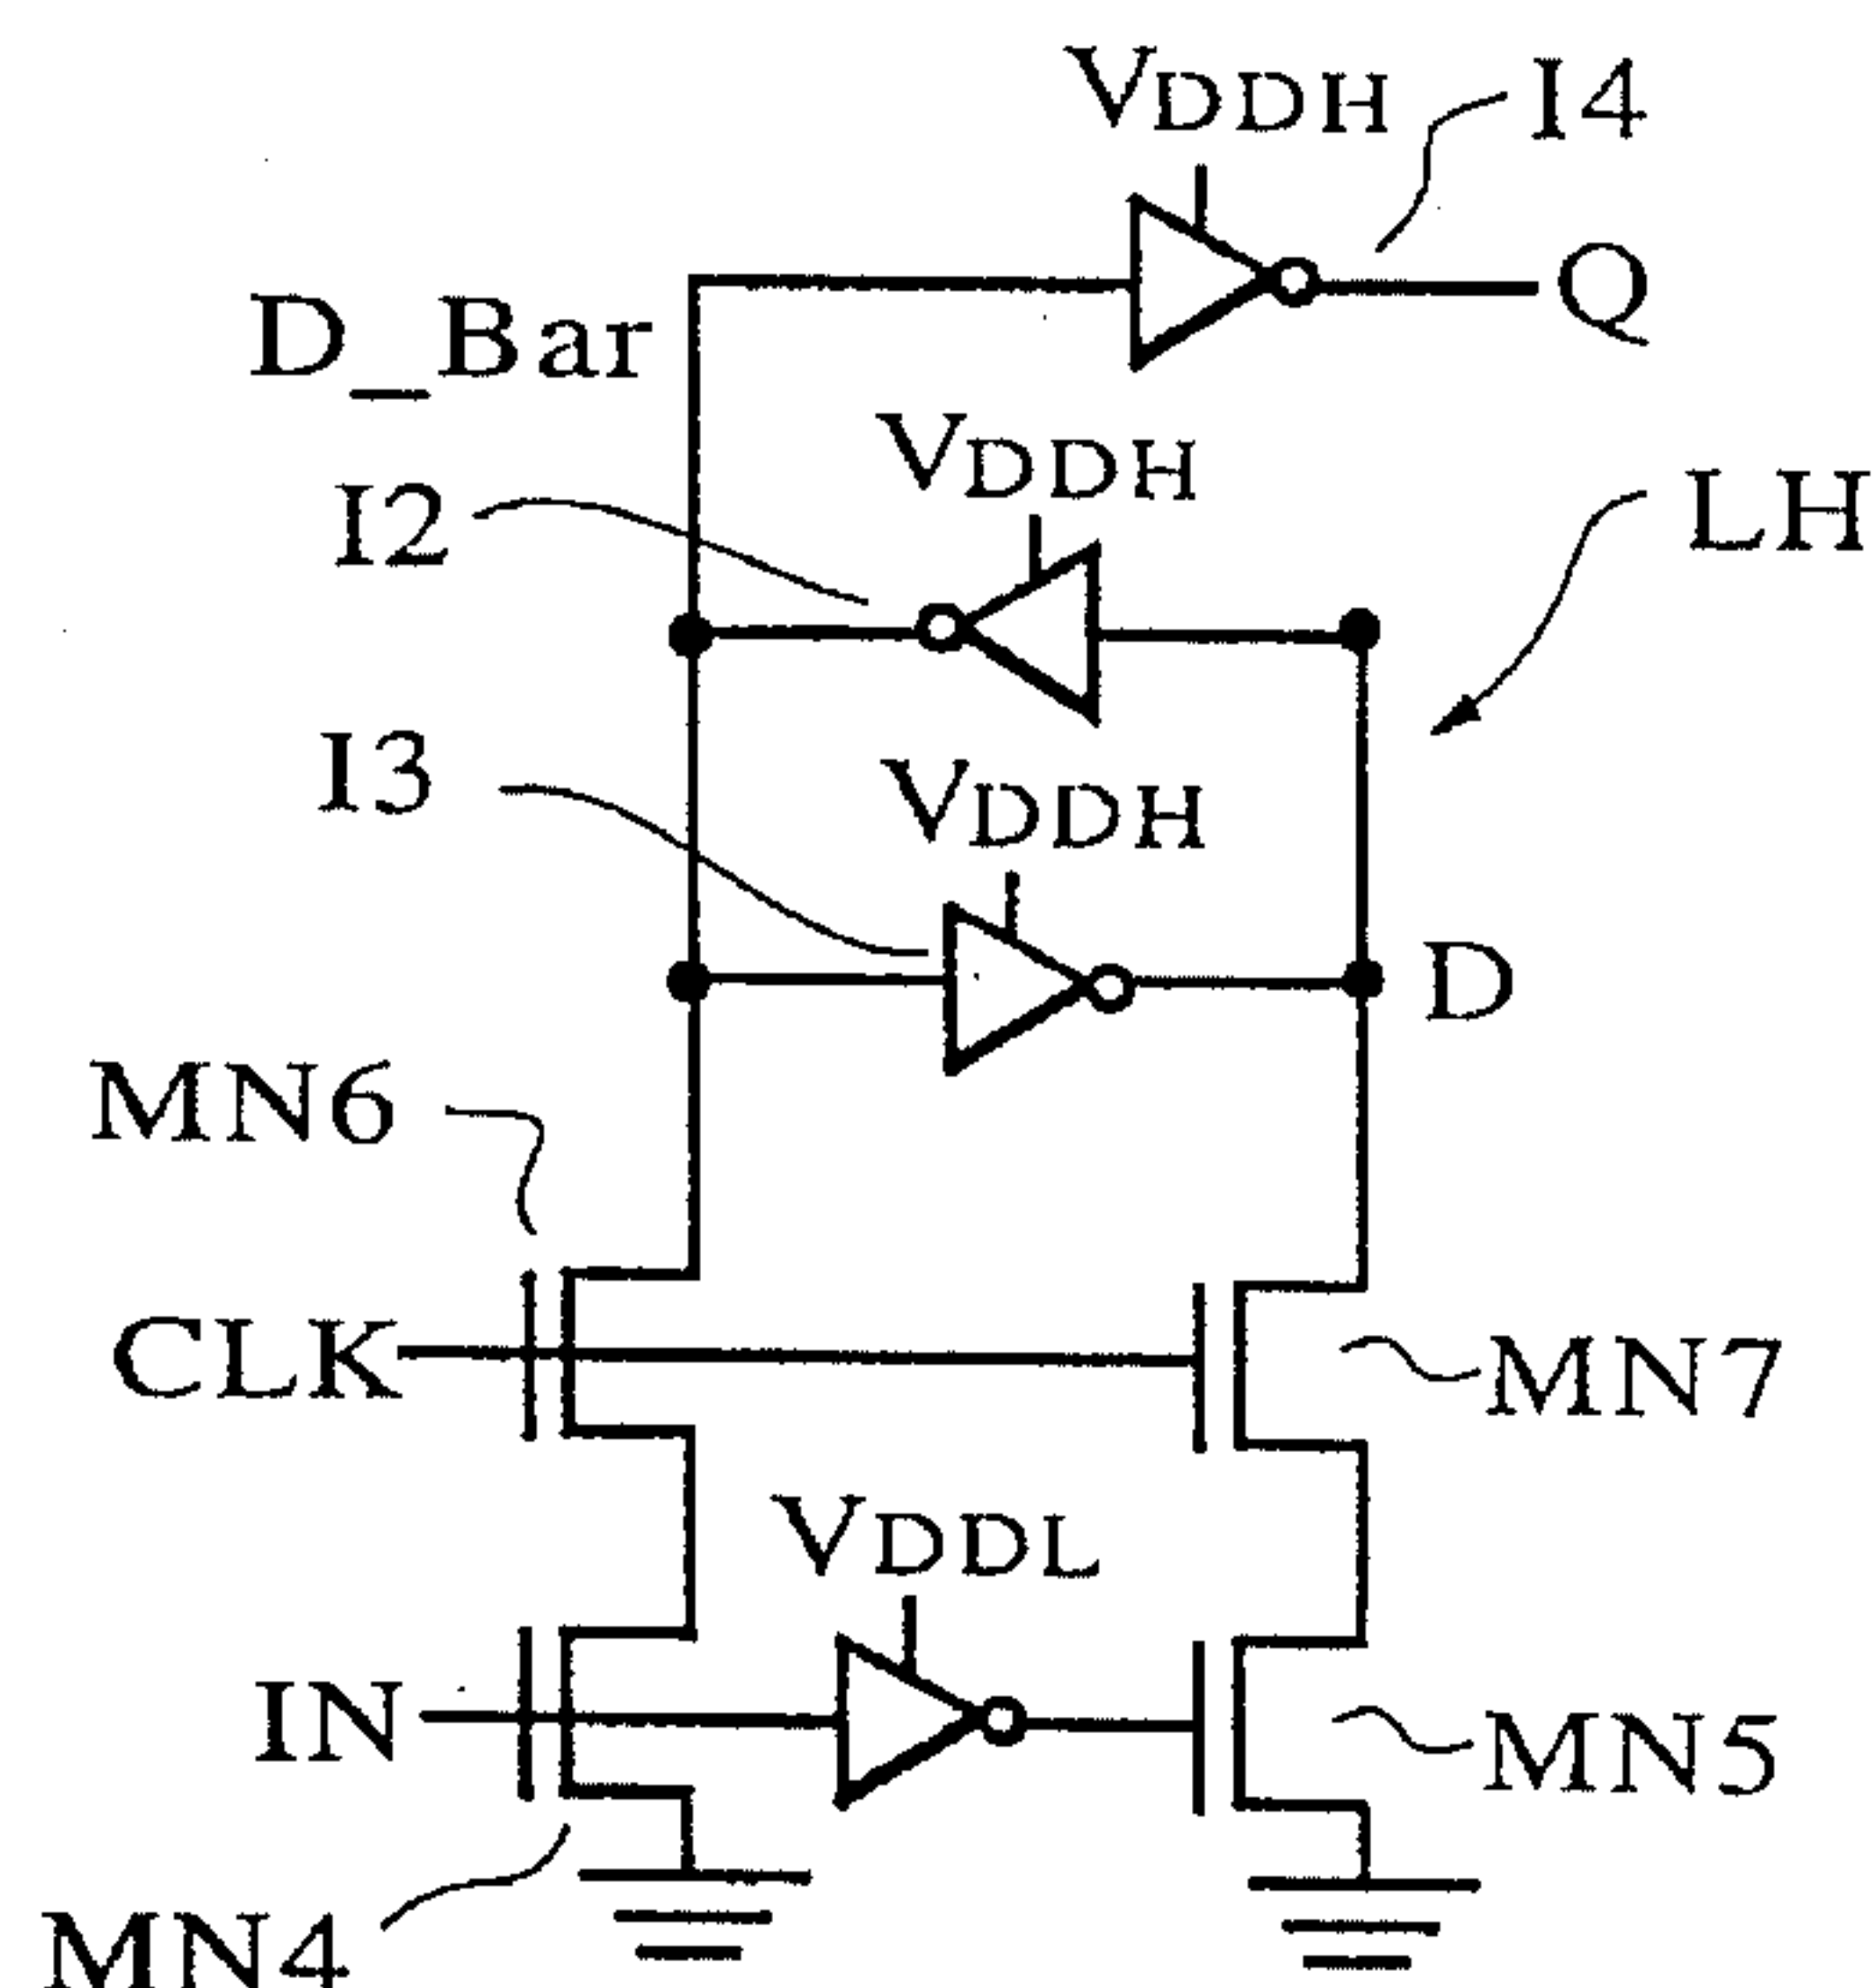 VDDH
I4
Q
D_Bar
VDDH
I2
LH
I3
VDDH
D
MN6
CLK
MN7
VDDL
IN
MN5
MN4